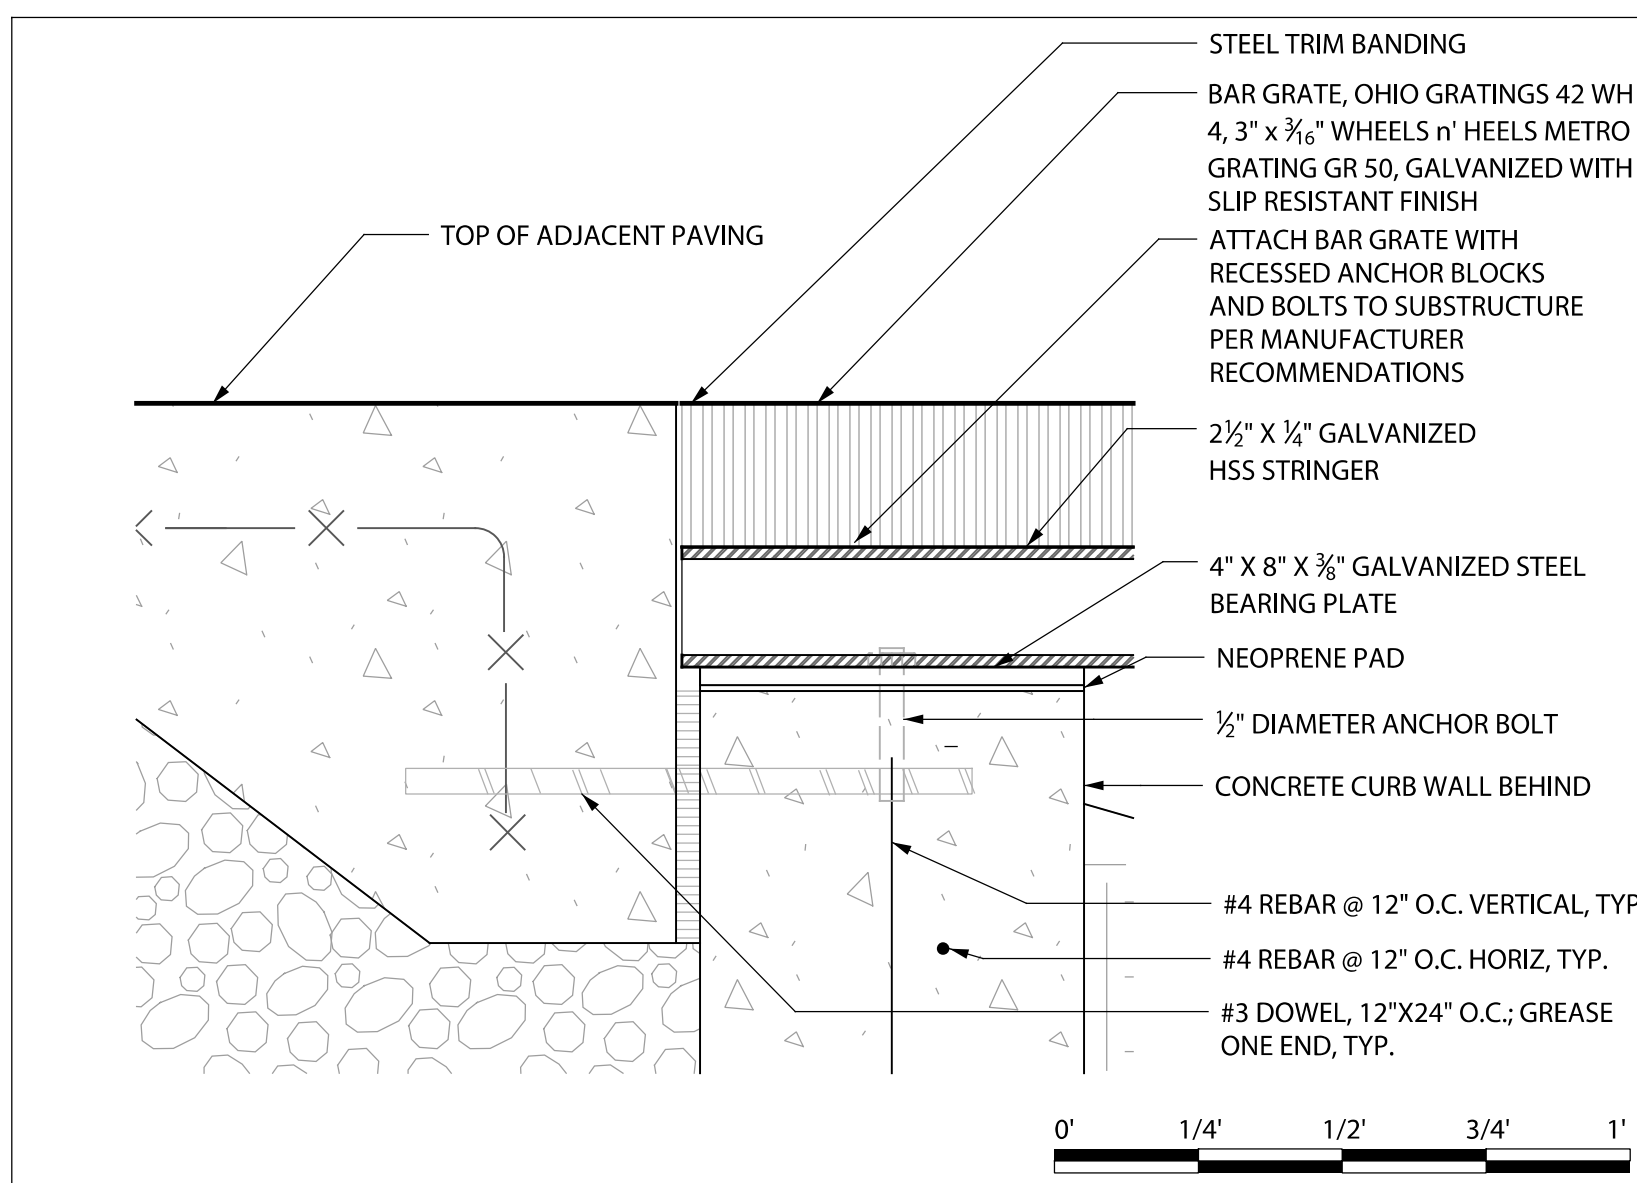 STEEL TRIM BANDING
BAR GRATE, OHIO GRATINGS 42 WH
4, 3" x 3⁄16" WHEELS n' HEELS METRO
GRATING GR 50, GALVANIZED WITH
SLIP RESISTANT FINISH
TOP OF ADJACENT PAVING
ATTACH BAR GRATE WITH
RECESSED ANCHOR BLOCKS
AND BOLTS TO SUBSTRUCTURE
PER MANUFACTURER
RECOMMENDATIONS
2½" X ¼" GALVANIZED
HSS STRINGER
4" X 8" X ⅜" GALVANIZED STEEL
BEARING PLATE
NEOPRENE PAD
½" DIAMETER ANCHOR BOLT
CONCRETE CURB WALL BEHIND
#4 REBAR @ 12" O.C. VERTICAL, TYP
#4 REBAR @ 12" O.C. HORIZ, TYP.
#3 DOWEL, 12"X24" O.C.; GREASE
ONE END, TYP.
0' 1/4' 1/2' 3/4' 1'